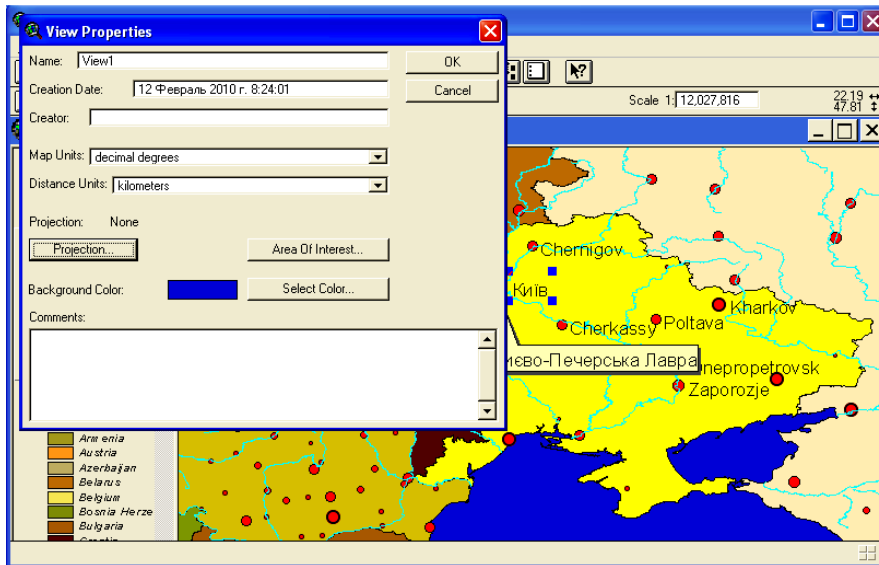 View Properties
Name: View1
OK
Creation Date: 12 Февраль 2010 г. 8:24:01
Cancel
Creator:
Scale 1: 12,027,816
22.19
47.81
Map Units: decimal degrees
Distance Units: kilometers
Projection: None
Projection...
Area Of Interest...
Background Color:
Select Color...
Comments:
Chernigov
Київ
Kharkov
Cherkassy
Poltava
Печерська Лавра
Zaporozje
Armenia
Austria
Azerbaijan
Belarus
Belgium
Bosnia Herze
Bulgaria